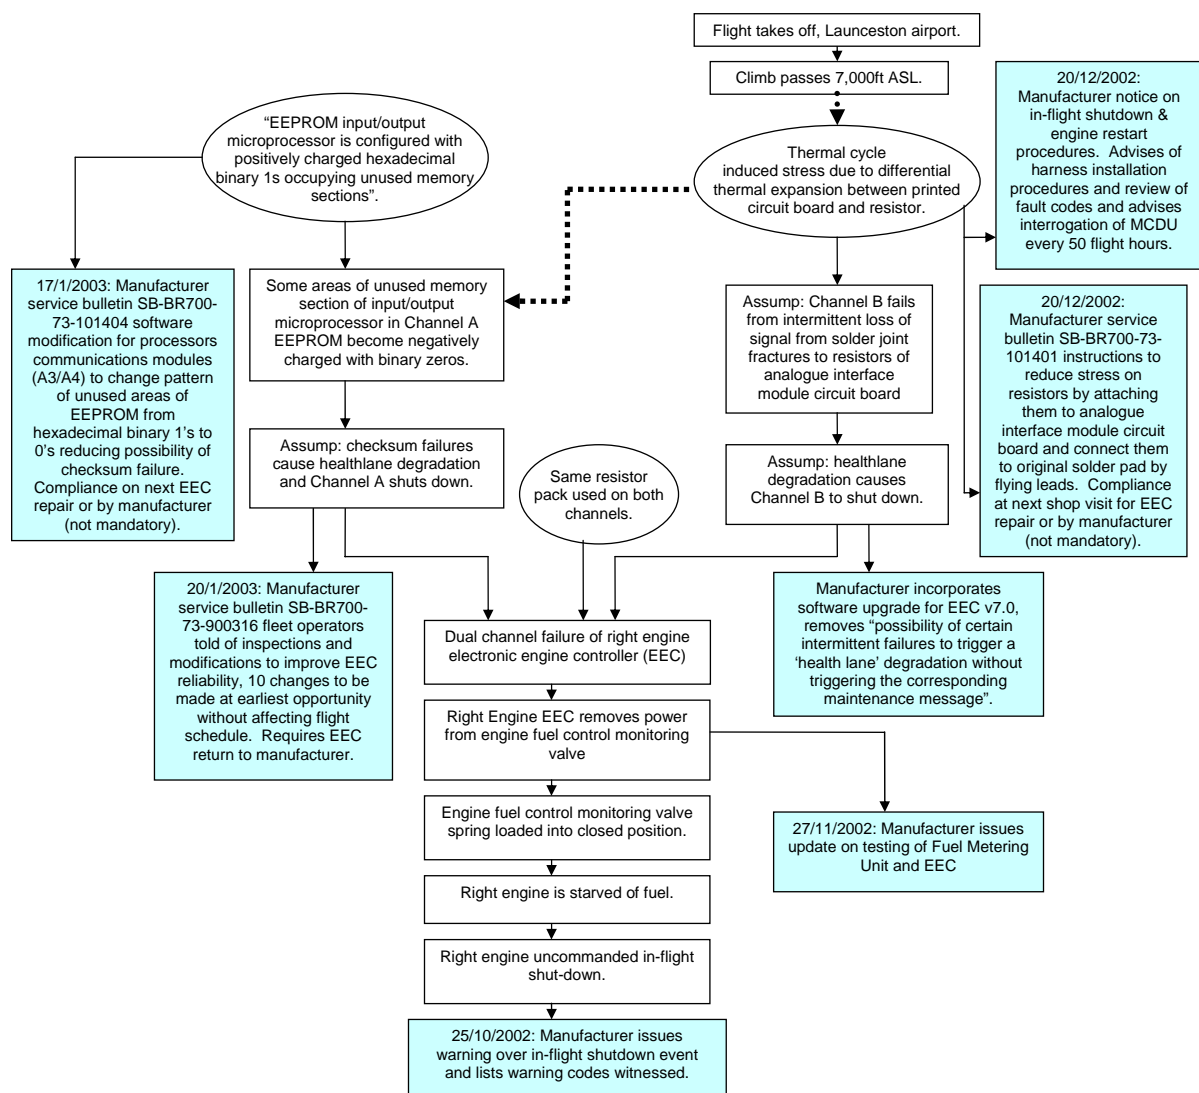 Flight takes off, Launceston airport.
Climb passes 7,000ft ASL.
20/12/2002:
Manufacturer notice on
in-flight shutdown &
engine restart
procedures.  Advises of
harness installation
procedures and review of
fault codes and advises
interrogation of MCDU
every 50 flight hours.
“EEPROM input/output
microprocessor is configured with
positively charged hexadecimal
binary 1s occupying unused memory
sections”.
Thermal cycle
induced stress due to differential
thermal expansion between printed
circuit board and resistor.
17/1/2003: Manufacturer
service bulletin SB-BR700-
73-101404 software
modification for processors
communications modules
(A3/A4) to change pattern
of unused areas of
EEPROM from
hexadecimal binary 1’s to
0’s reducing possibility of
checksum failure.
Compliance on next EEC
repair or by manufacturer
(not mandatory).
Some areas of unused memory
section of input/output
microprocessor in Channel A
EEPROM become negatively
charged with binary zeros.
Assump: Channel B fails
from intermittent loss of
signal from solder joint
fractures to resistors of
analogue interface
module circuit board
20/12/2002:
Manufacturer service
bulletin SB-BR700-73-
101401 instructions to
reduce stress on
resistors by attaching
them to analogue
interface module circuit
board and connect them
to original solder pad by
flying leads.  Compliance
at next shop visit for EEC
repair or by manufacturer
(not mandatory).
Assump: checksum failures
cause healthlane degradation
and Channel A shuts down.
Same resistor
pack used on both
channels.
Assump: healthlane
degradation causes
Channel B to shut down.
20/1/2003: Manufacturer
service bulletin SB-BR700-
73-900316 fleet operators
told of inspections and
modifications to improve EEC
reliability, 10 changes to be
made at earliest opportunity
without affecting flight
schedule.  Requires EEC
return to manufacturer.
Dual channel failure of right engine
electronic engine controller (EEC)
Manufacturer incorporates
software upgrade for EEC v7.0,
removes “possibility of certain
intermittent failures to trigger a
‘health lane’ degradation without
triggering the corresponding
maintenance message”.
Right Engine EEC removes power
from engine fuel control monitoring
valve
Engine fuel control monitoring valve
spring loaded into closed position.
27/11/2002: Manufacturer issues
update on testing of Fuel Metering
Unit and EEC
Right engine is starved of fuel.
Right engine uncommanded in-flight
shut-down.
25/10/2002: Manufacturer issues
warning over in-flight shutdown event
and lists warning codes witnessed.